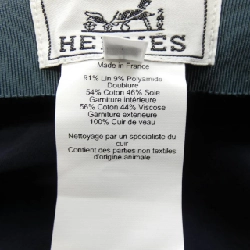 HERMES
Made in France
91% Lin 9% Polyamide
Doublure
54% Coton 46% Soie
Garniture intérieure
56% Coton 44% Viscose
Garniture extérieure
100% Cuir de veau
Nettoyage par un spécialiste du
cuir
Contient des parties non textiles
d'origine animale